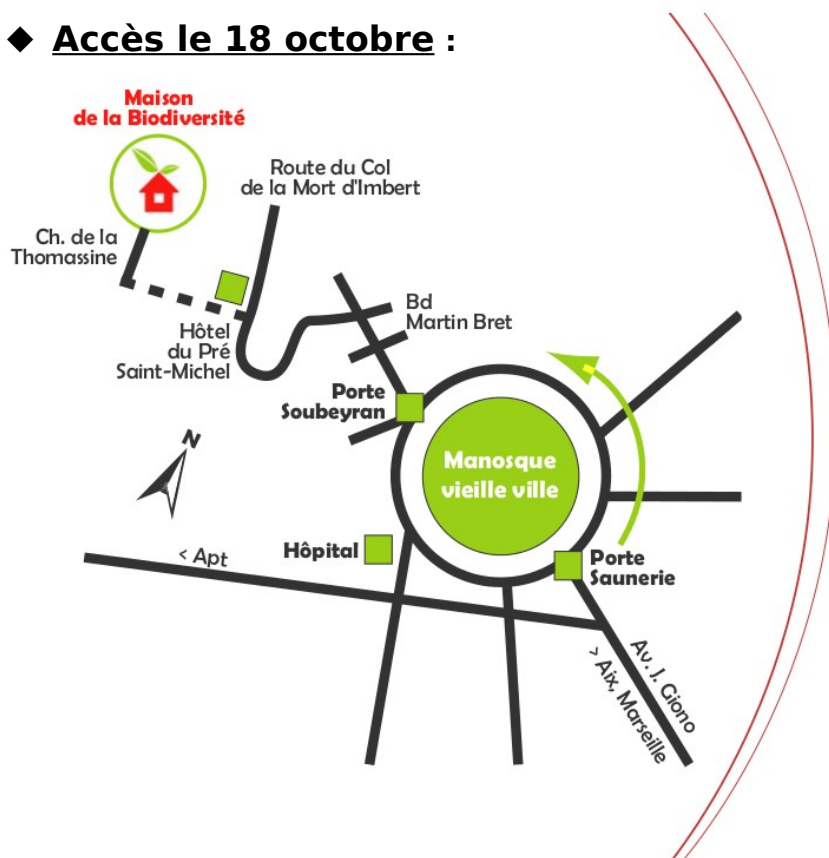 ◆ Accès le 18 octobre :
Maison
de la Biodiversité
Route du Col
de la Mort d'Imbert
Ch. de la
Thomassine
Bd
Martin Bret
Hôtel
du Pré
Saint-Michel
Porte
Soubeyran
N
Manosque
vieille ville
< Apt
Hôpital
Porte
Saunerie
Av. J. Giono
> Aix, Marseille